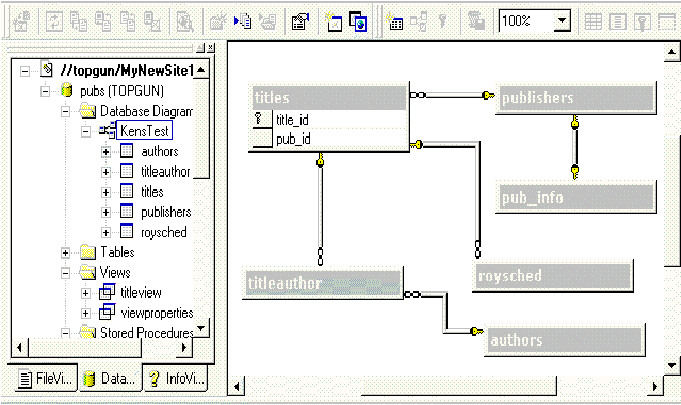 100%
//topgun/MyNewSite1
pubs (TOPGUN)
Database Diagram
KensTest
authors
titleauthor
titles
publishers
roysched
Tables
Views
titleview
viewproperties
Stored Procedures
FileVi...
Data...
InfoVi...
titles
title_id
pub_id
publishers
pub_info
titleauthor
roysched
authors